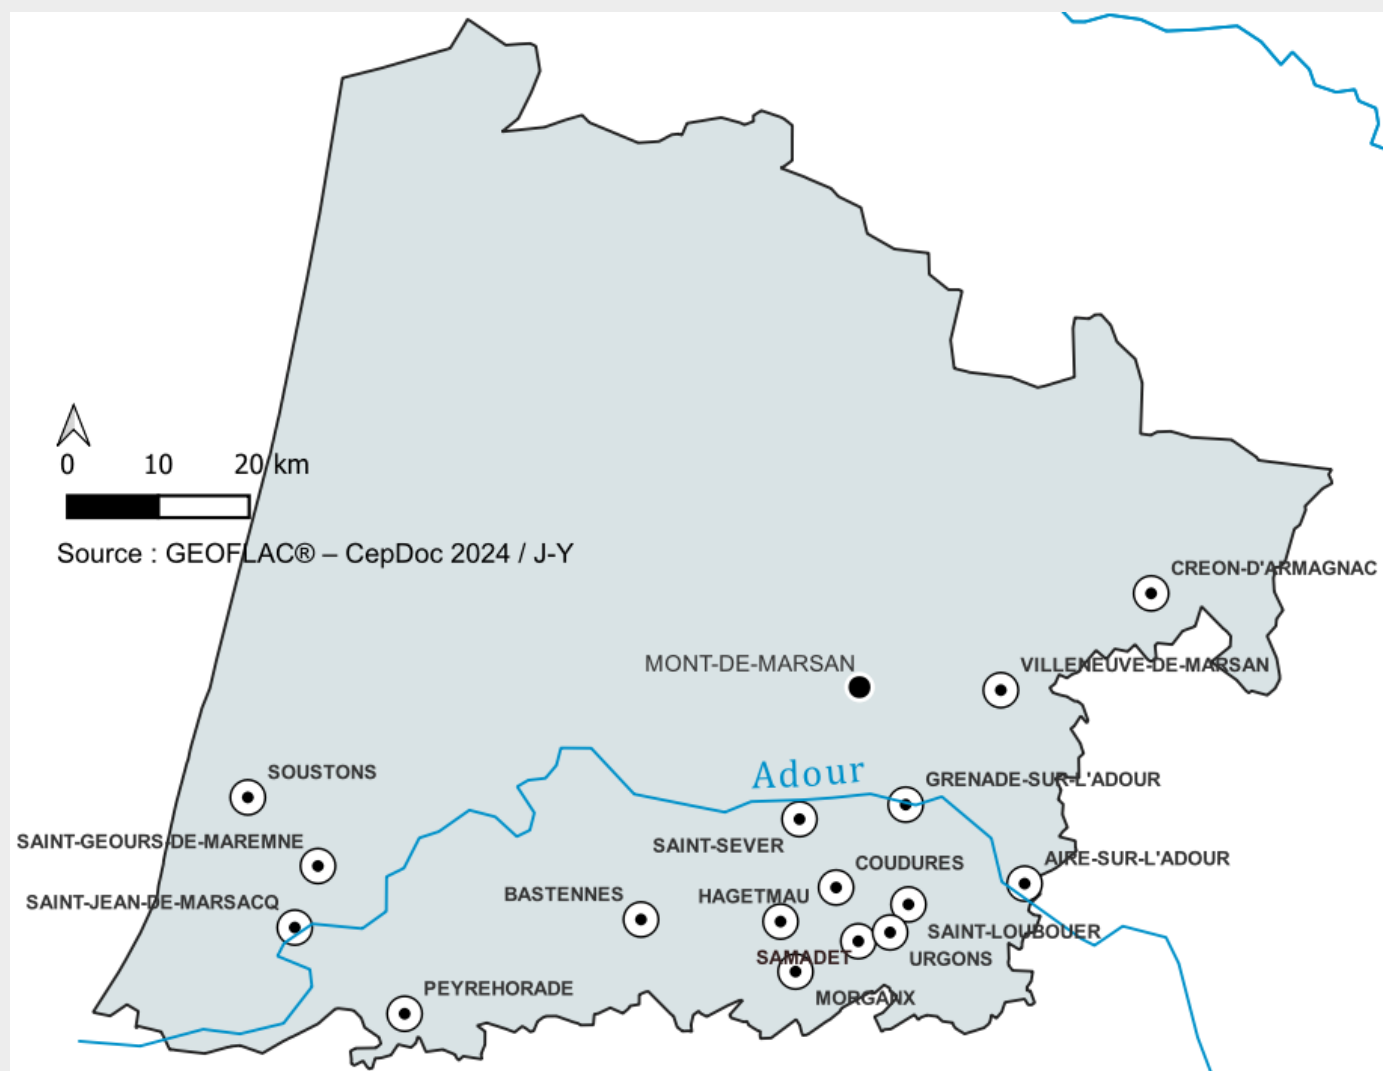 0 10 20 km
Source : GEOFLAC® – CepDoc 2024 / J-Y
CREON-D'ARMAGNAC
MONT-DE-MARSAN
VILLENEUVE-DE-MARSAN
Adour
SOUSTONS
GRENADE-SUR-L'ADOUR
SAINT-GEOURS-DE-MAREMNE
SAINT-SEVER
COUDURES
AIRE-SUR-L'ADOUR
SAINT-JEAN-DE-MARSACQ
BASTENNES
HAGETMAU
SAINT-LOUBOUER
SAMADET
URGONS
PEYREHORADE
MORGANX